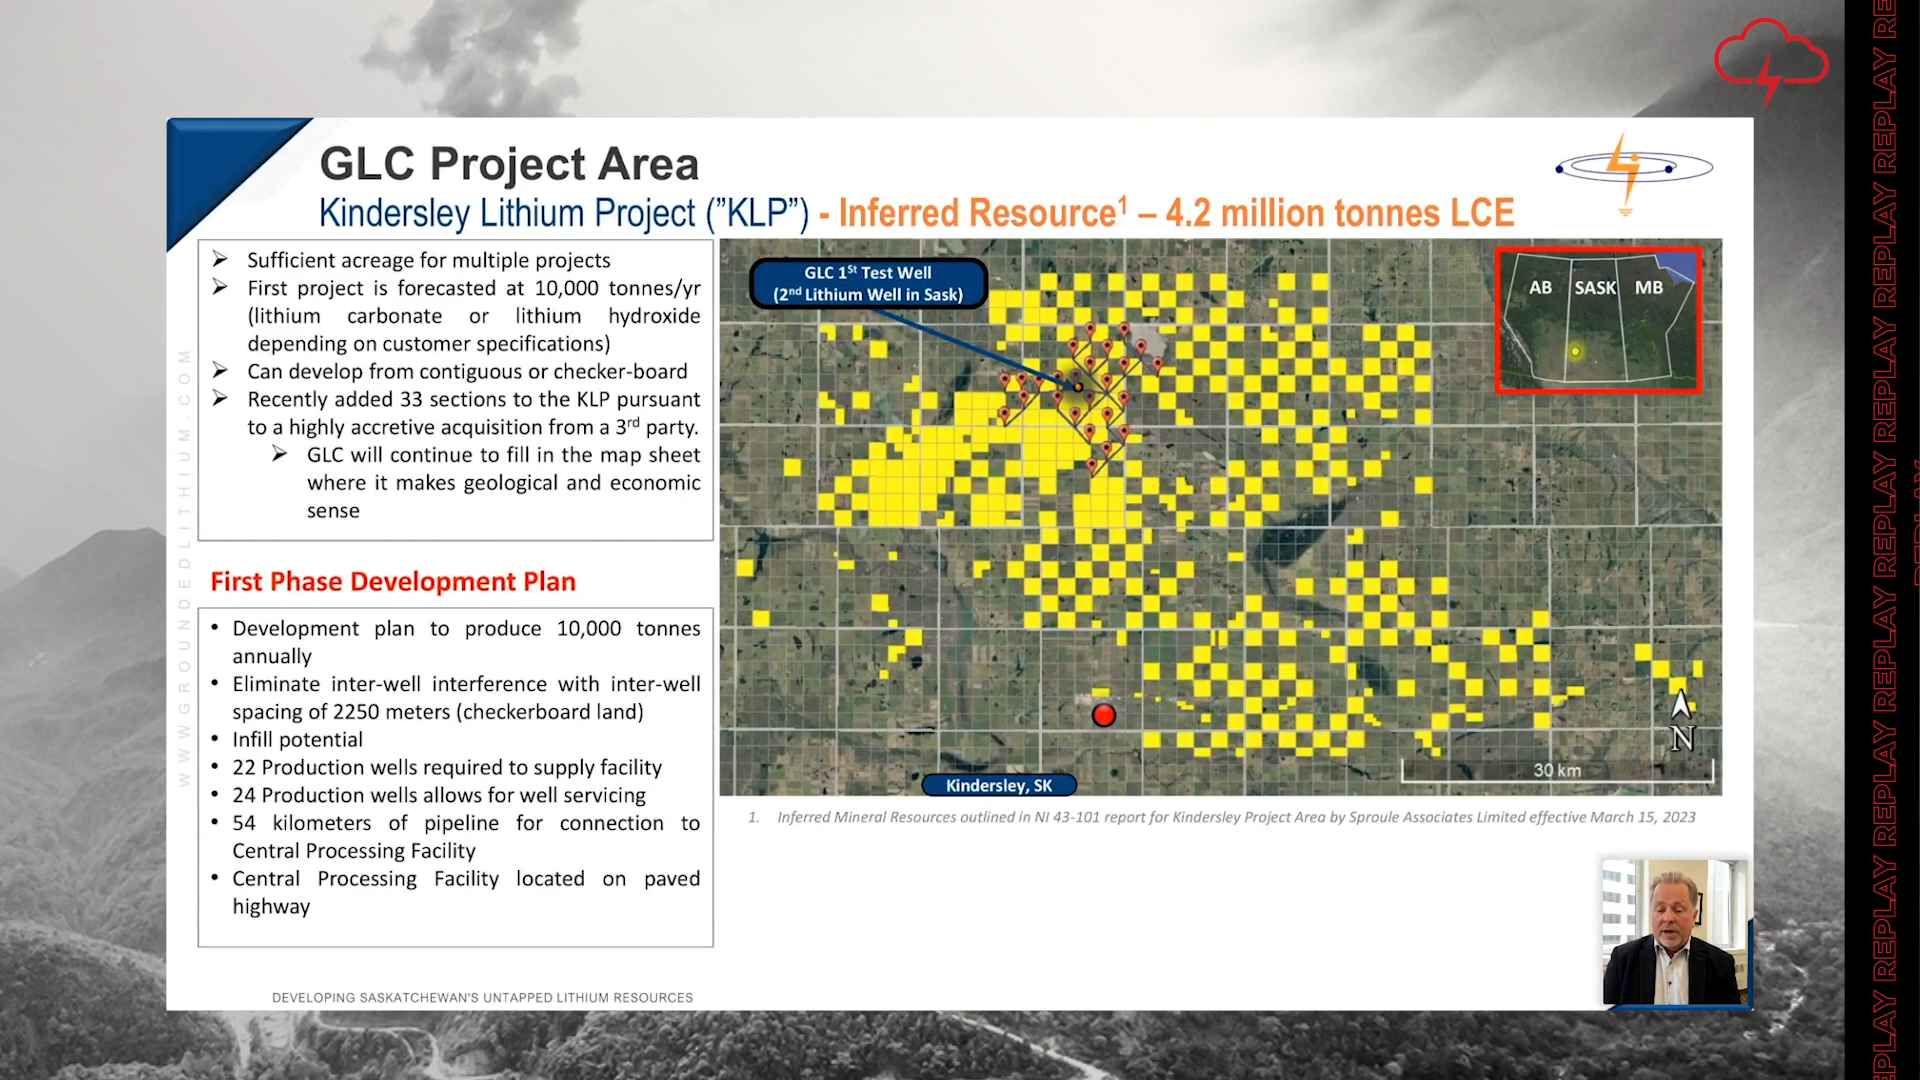 GLC Project Area
Kindersley Lithium Project ("KLP") - Inferred Resource1 – 4.2 million tonnes LCE
➢ Sufficient acreage for multiple projects
➢ First project is forecasted at 10,000 tonnes/yr
(lithium carbonate or lithium hydroxide
depending on customer specifications)
➢ Can develop from contiguous or checker-board
➢ Recently added 33 sections to the KLP pursuant
to a highly accretive acquisition from a 3rd party.
➢ GLC will continue to fill in the map sheet
where it makes geological and economic
sense
First Phase Development Plan
• Development plan to produce 10,000 tonnes
annually
• Eliminate inter-well interference with inter-well
spacing of 2250 meters (checkerboard land)
• Infill potential
• 22 Production wells required to supply facility
• 24 Production wells allows for well servicing
• 54 kilometers of pipeline for connection to
Central Processing Facility
• Central Processing Facility located on paved
highway
WWWGROUNDEDLITHIUM.COM
GLC 1St Test Well
(2nd Lithium Well in Sask)
AB SASK MB
N
30 km
Kindersley, SK
1. Inferred Mineral Resources outlined in NI 43-101 report for Kindersley Project Area by Sproule Associates Limited effective March 15, 2023
DEVELOPING SASKATCHEWAN'S UNTAPPED LITHIUM RESOURCES
REPLAY REPLAY REPLAY REPLAY REPLAY REPLAY REPLAY RE
REPLAY